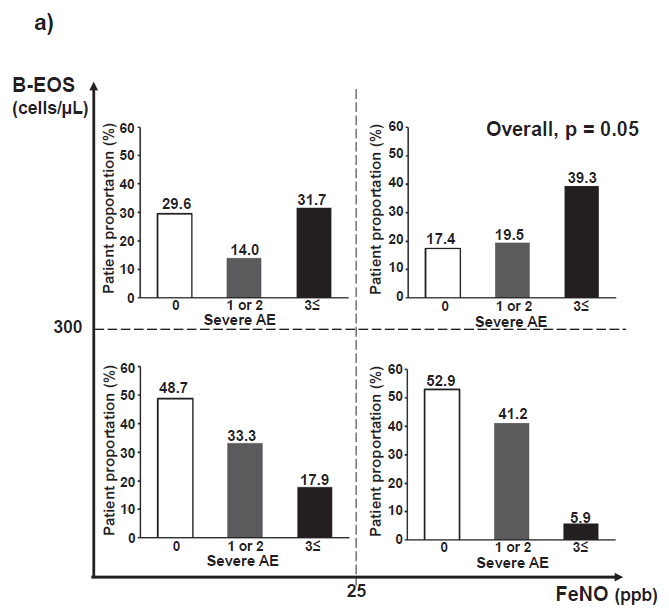 a)
B-EOS
(cells/μL)
Overall, p = 0.05
Patient proportation (%)
60
50
40
30
20
10
0
29.6
14.0
31.7
0
1 or 2
3≤
Severe AE
Patient proportation (%)
60
50
40
30
20
10
0
17.4
19.5
39.3
0
1 or 2
3≤
Severe AE
300
Patient proportation (%)
60
50
40
30
20
10
0
48.7
33.3
17.9
0
1 or 2
3≤
Severe AE
Patient proportation (%)
60
50
40
30
20
10
0
52.9
41.2
5.9
0
1 or 2
3≤
Severe AE
25
FeNO (ppb)